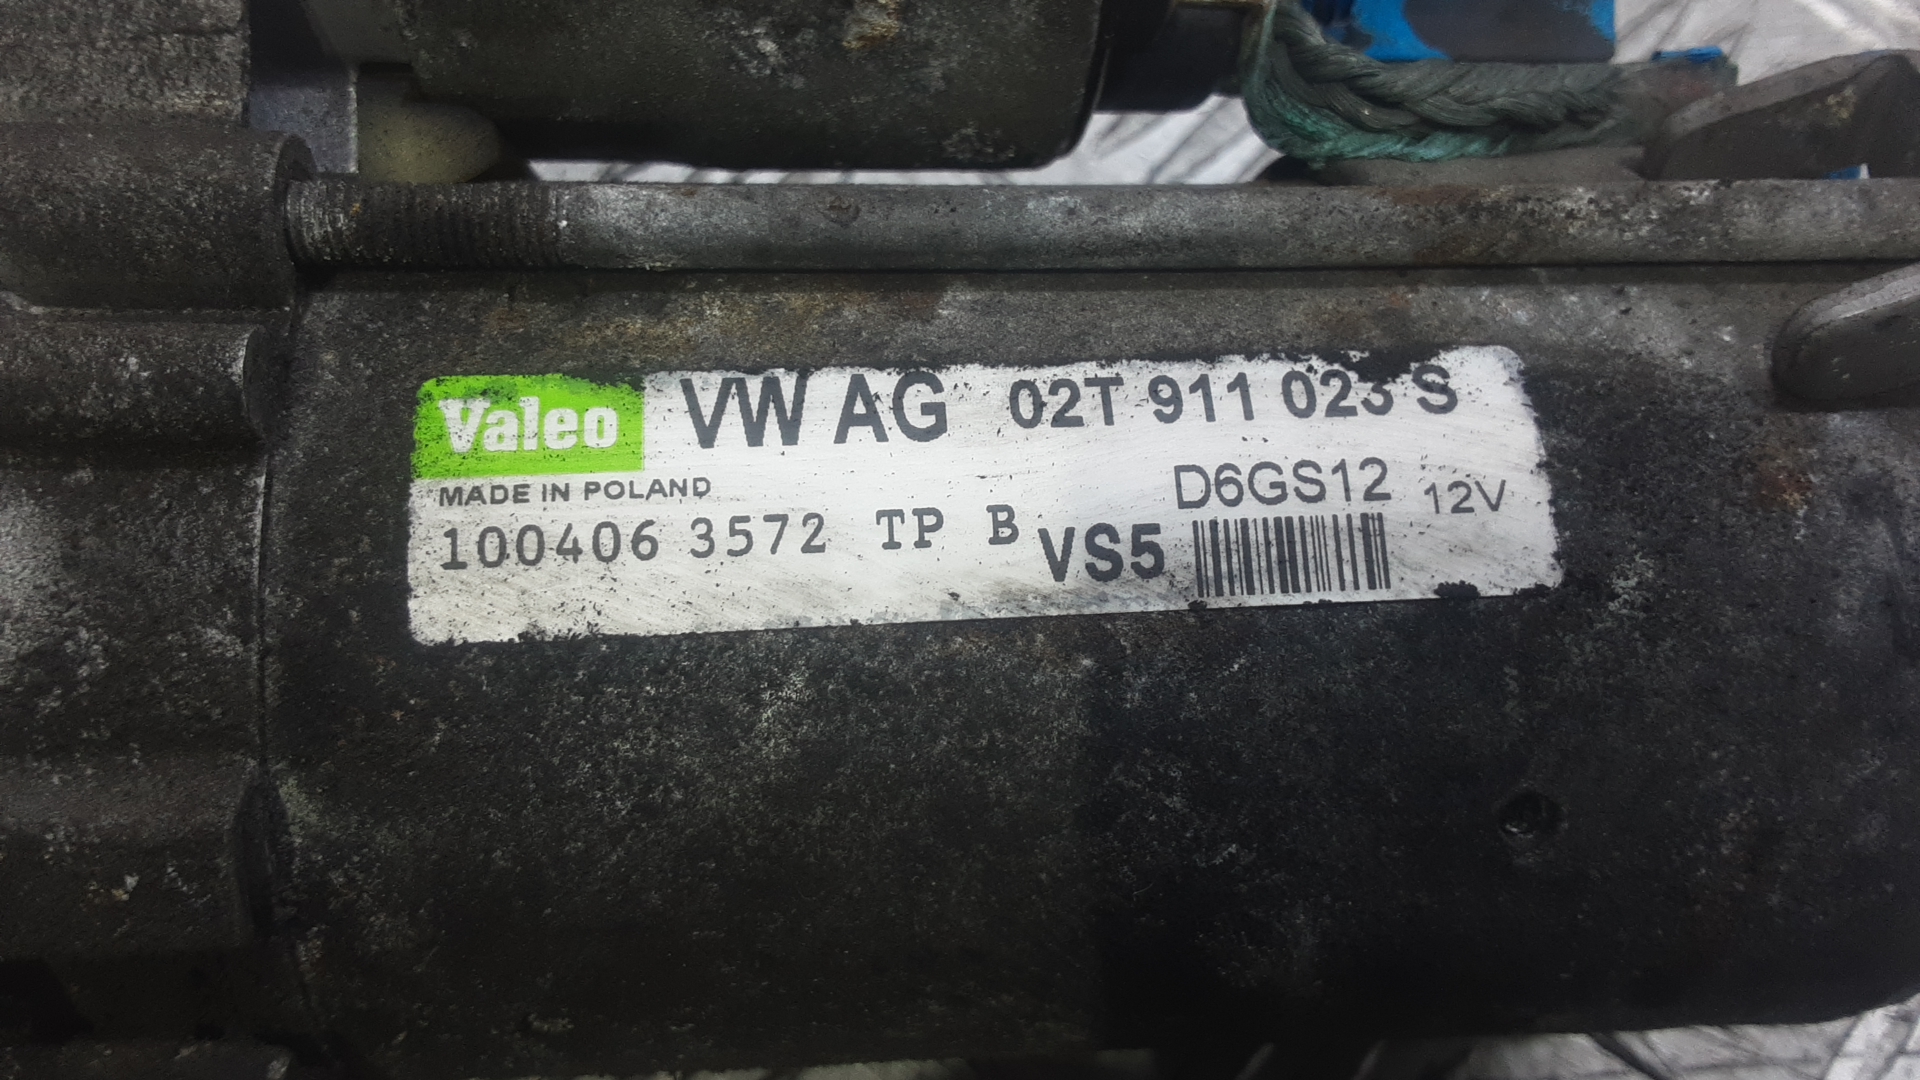 Valeo VW AG 02T 911 023 S
MADE IN POLAND D6GS12 12V
100406 3572 TP B VS5